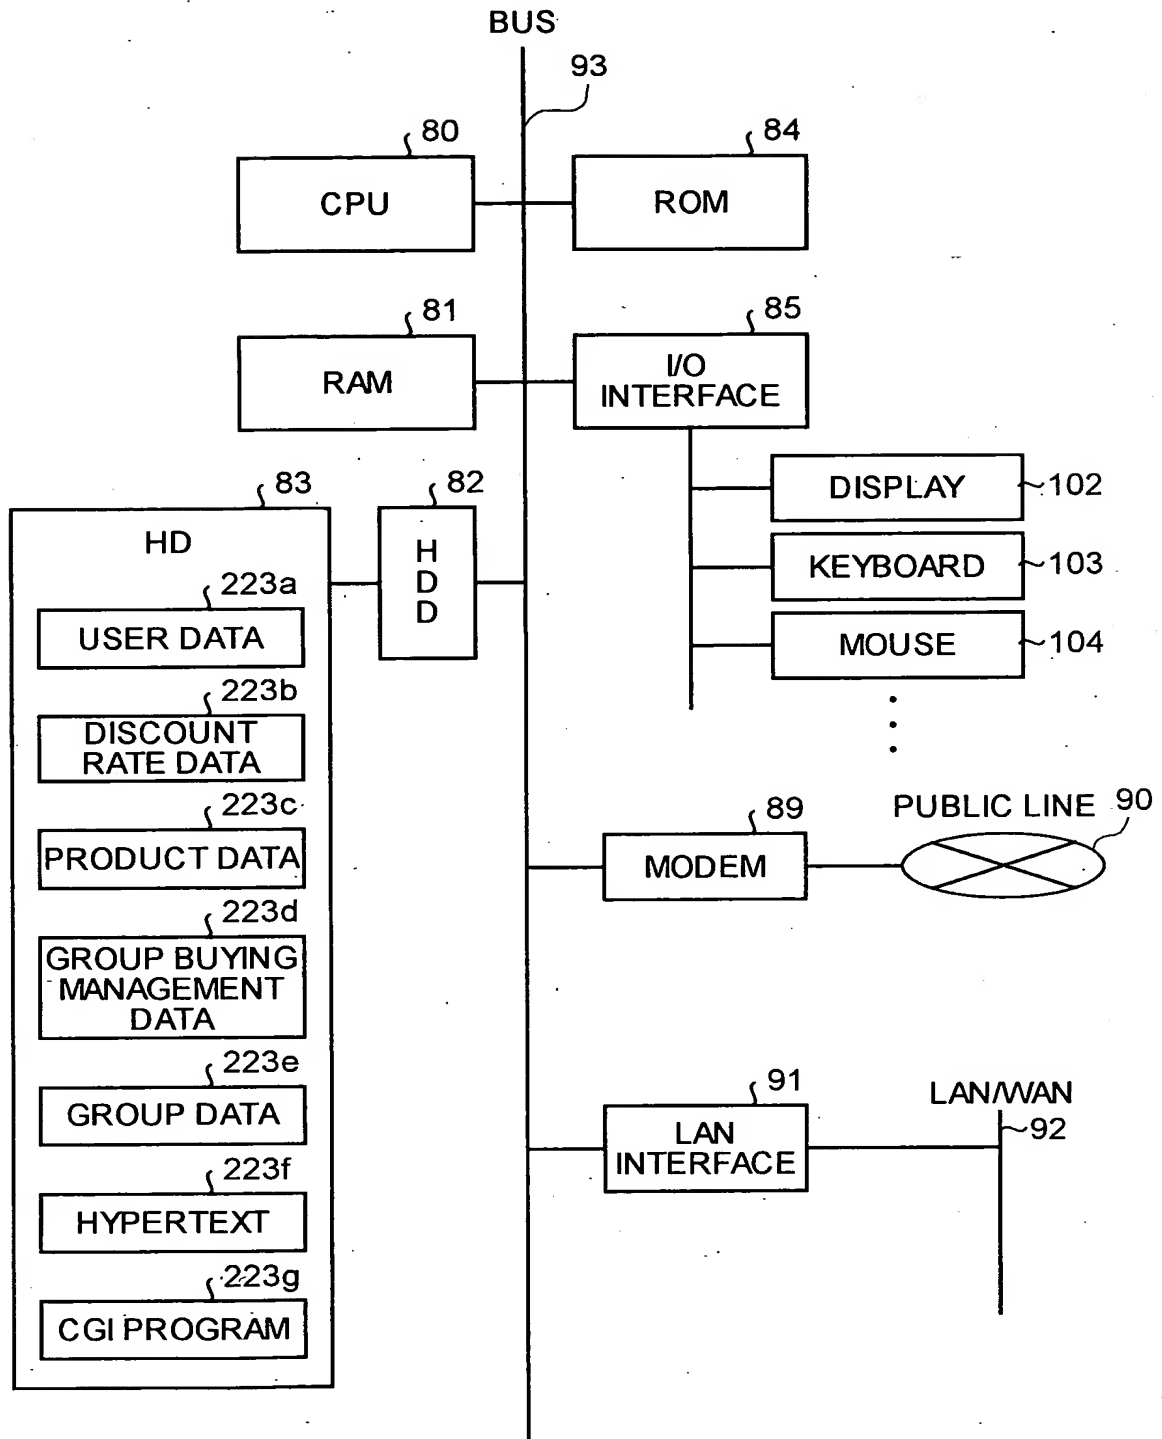 BUS
93
80
CPU
84
ROM
81
RAM
85
I/O
INTERFACE
DISPLAY
102
KEYBOARD
103
MOUSE
104
83
HD
82
H
D
D
223a
USER DATA
223b
DISCOUNT
RATE DATA
223c
PRODUCT DATA
223d
GROUP BUYING
MANAGEMENT
DATA
223e
GROUP DATA
223f
HYPERTEXT
223g
CGI PROGRAM
89
MODEM
PUBLIC LINE
90
91
LAN
INTERFACE
LAN/WAN
92